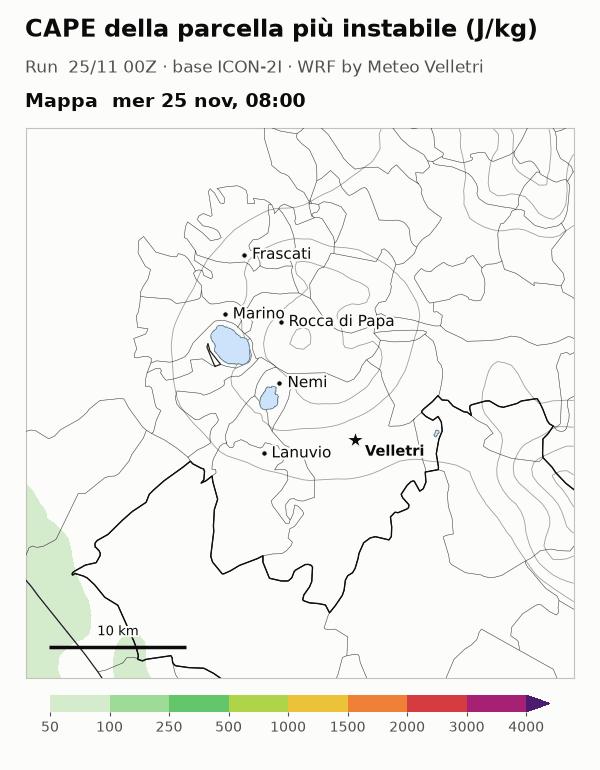 CAPE della parcella più instabile (J/kg)
Run  25/11 00Z · base ICON-2I · WRF by Meteo Velletri
Mappa  mer 25 nov, 08:00
Frascati
Marino
Rocca di Papa
Nemi
Velletri
Lanuvio
10 km
50 100 250 500 1000 1500 2000 3000 4000